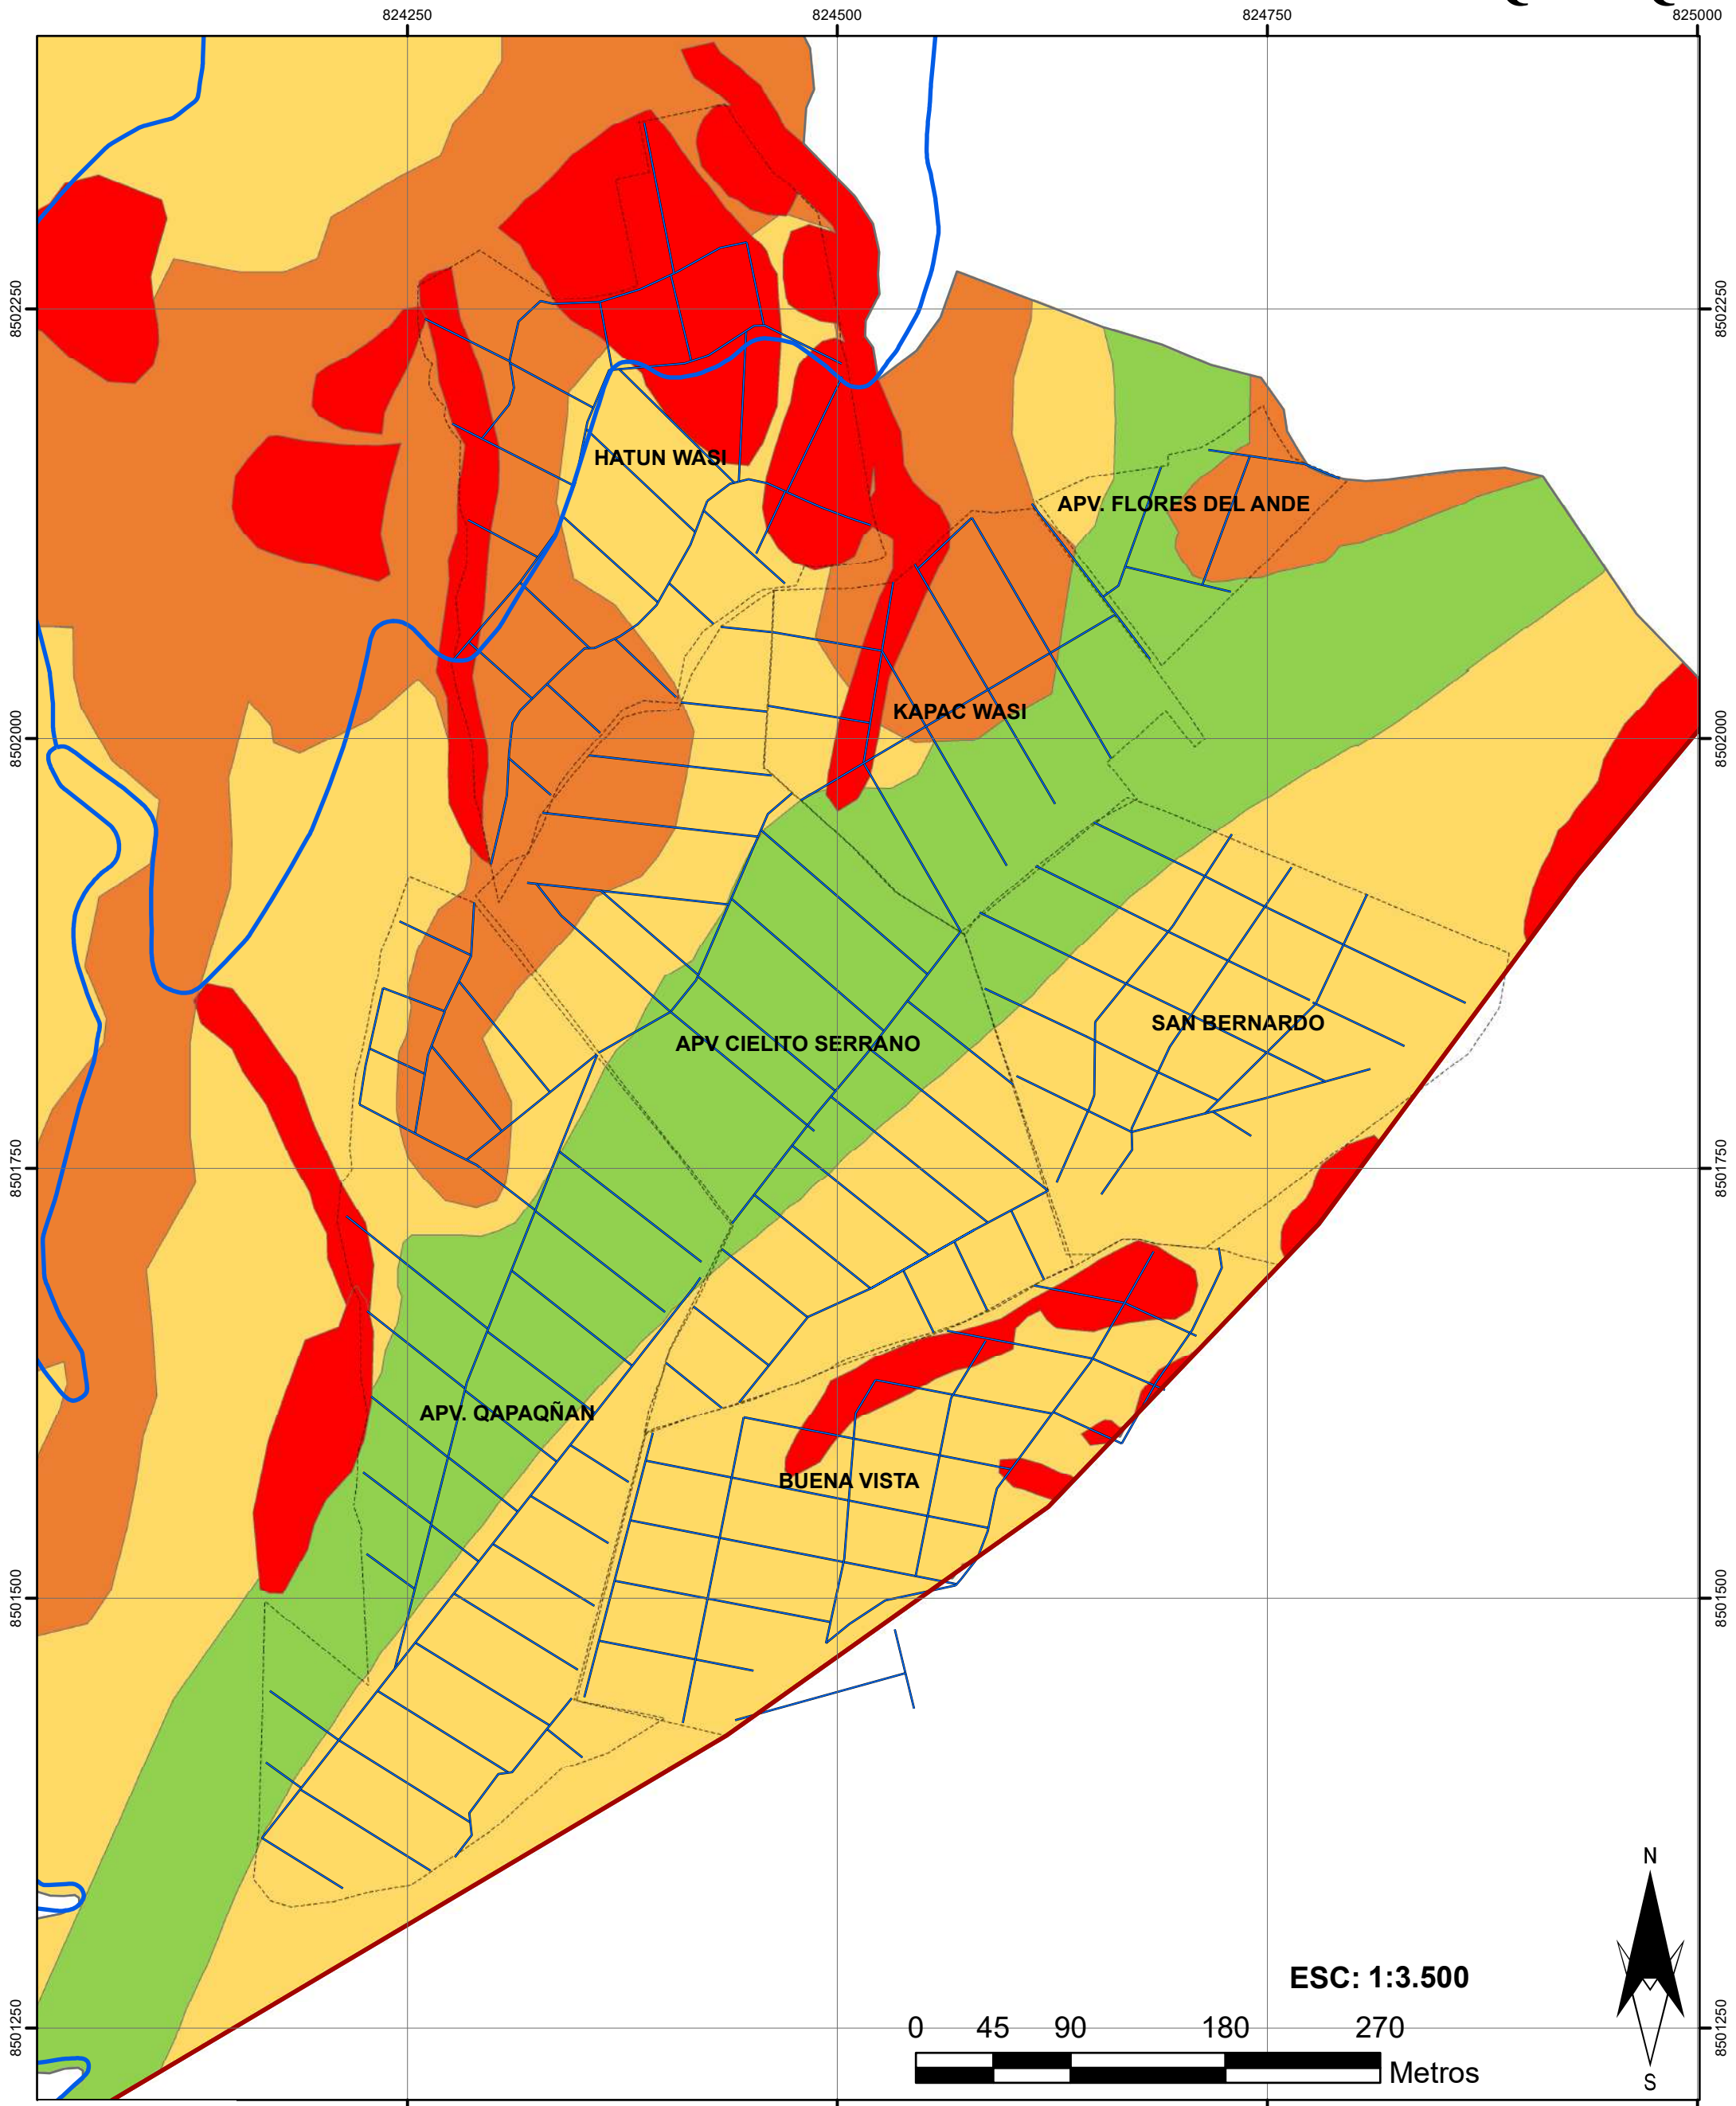 824250 824500 824750 825000
8502250 8502250
HATUN WASI
APV. FLORES DEL ANDE
KAPAC WASI
8502000 8502000
SAN BERNARDO
APV CIELITO SERRANO
8501750 8501750
APV. QAPAQÑAN
BUENA VISTA
8501500 8501500
N
ESC: 1:3.500
0 45 90 180 270
Metros
8501250 8501250
S